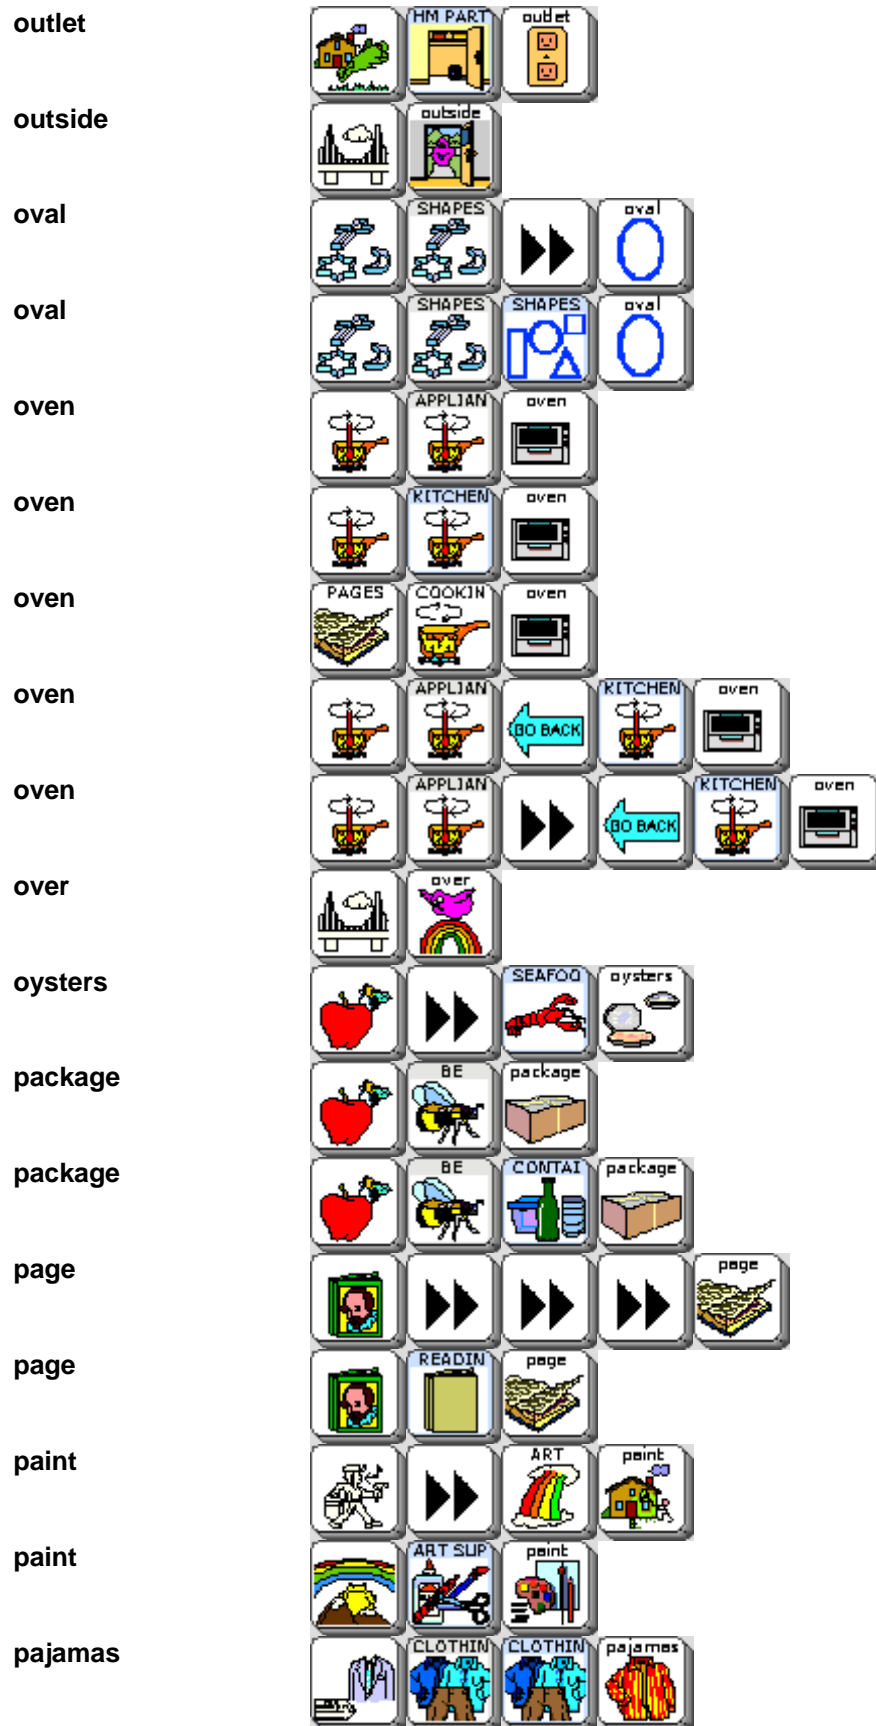 outlet HM PART outlet
outside outside
oval SHAPES oval
oval SHAPES SHAPES oval
oven APPLIAN oven
oven KITCHEN oven
oven PAGES COOKIN oven
oven APPLIAN GO BACK KITCHEN oven
oven APPLIAN GO BACK KITCHEN oven
over over
oysters SEAFOO oysters
package BE package
package BE CONTAI package
page page
page READIN page
paint ART paint
paint ART SUP paint
pajamas CLOTHIN CLOTHIN pajamas